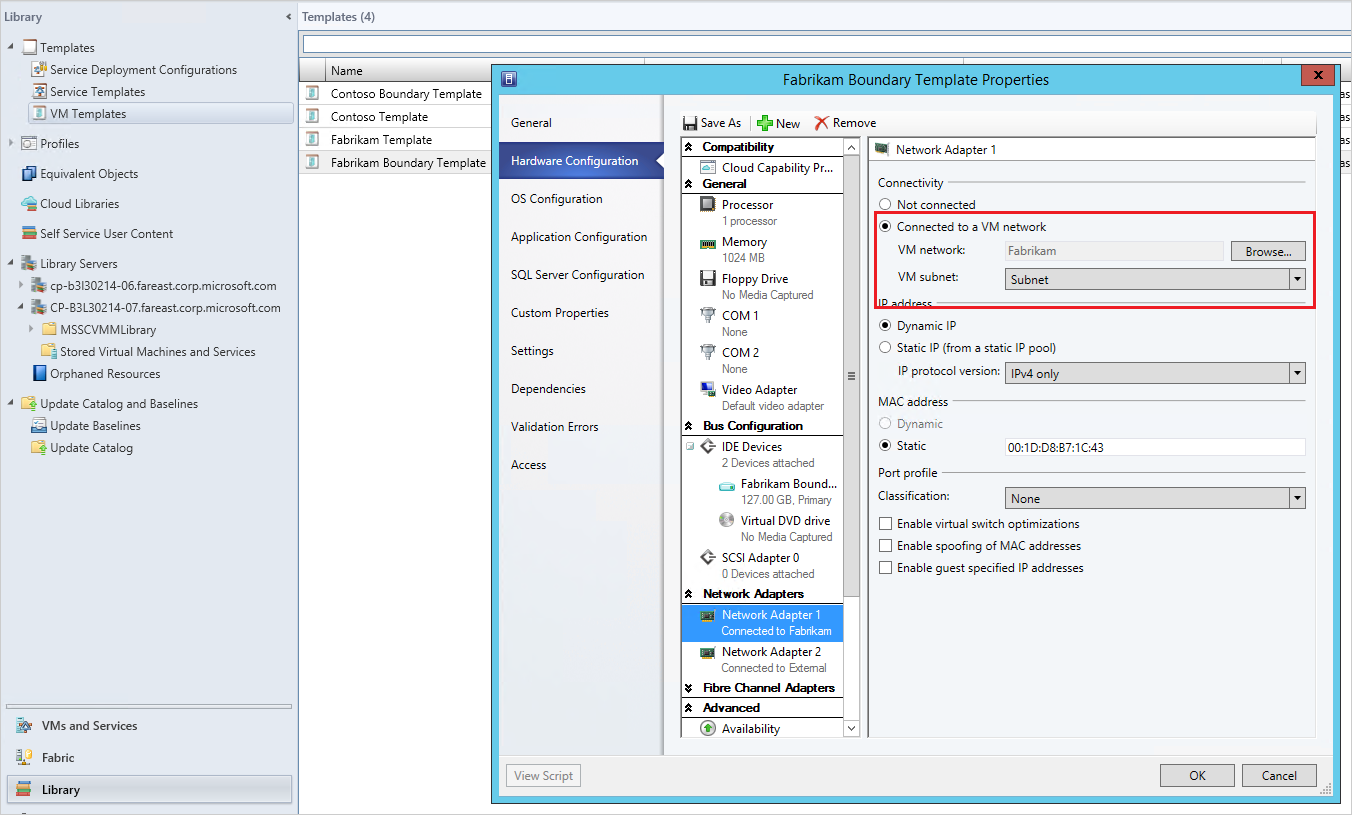 Library
Templates
Service Deployment Configurations
Service Templates
VM Templates
Profiles
Equivalent Objects
Cloud Libraries
Self Service User Content
Library Servers
cp-b3l30214-06.fareast.corp.microsoft.com
CP-B3L30214-07.fareast.corp.microsoft.com
MSSCVMMLibrary
Stored Virtual Machines and Services
Orphaned Resources
Update Catalog and Baselines
Update Baselines
Update Catalog
VMs and Services
Fabric
Library
Templates (4)
Name
Contoso Boundary Template
Contoso Template
Fabrikam Template
Fabrikam Boundary Template
Fabrikam Boundary Template Properties
General
Hardware Configuration
OS Configuration
Application Configuration
SQL Server Configuration
Custom Properties
Settings
Dependencies
Validation Errors
Access
Save As
New
Remove
Compatibility
Cloud Capability Pr...
General
Processor
1 processor
Memory
1024 MB
Floppy Drive
No Media Captured
COM 1
None
COM 2
None
Video Adapter
Default video adapter
Bus Configuration
IDE Devices
2 Devices attached
Fabrikam Bound...
127.00 GB, Primary
Virtual DVD drive
No Media Captured
SCSI Adapter 0
0 Devices attached
Network Adapters
Network Adapter 1
Connected to Fabrikam
Network Adapter 2
Connected to External
Fibre Channel Adapters
Advanced
Availability
Network Adapter 1
Connectivity
Not connected
Connected to a VM network
VM network: Fabrikam Browse...
VM subnet: Subnet
IP address
Dynamic IP
Static IP (from a static IP pool)
IP protocol version: IPv4 only
MAC address
Dynamic
Static 00:1D:D8:B7:1C:43
Port profile
Classification: None
Enable virtual switch optimizations
Enable spoofing of MAC addresses
Enable guest specified IP addresses
View Script
OK
Cancel